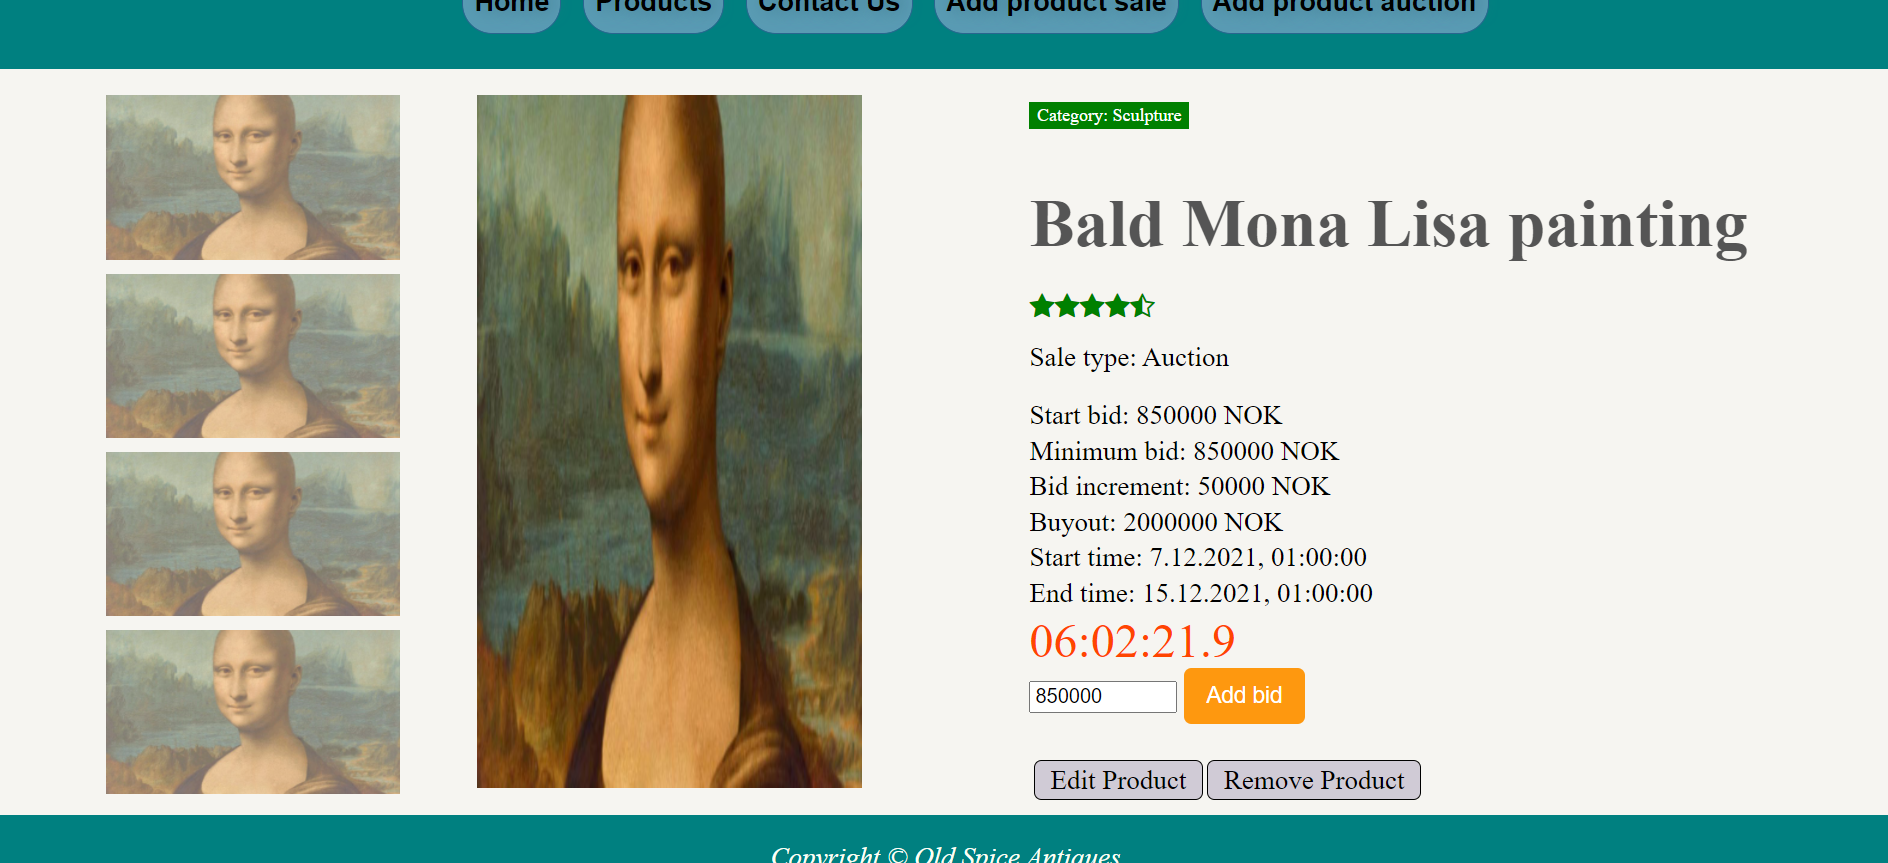 Home Products Contact Us Add product sale Add product auction
Category: Sculpture
Bald Mona Lisa painting
Sale type: Auction
Start bid: 850000 NOK
Minimum bid: 850000 NOK
Bid increment: 50000 NOK
Buyout: 2000000 NOK
Start time: 7.12.2021, 01:00:00
End time: 15.12.2021, 01:00:00
06:02:21.9
850000 Add bid
Edit Product Remove Product
Copyright © Old Spice Antiques